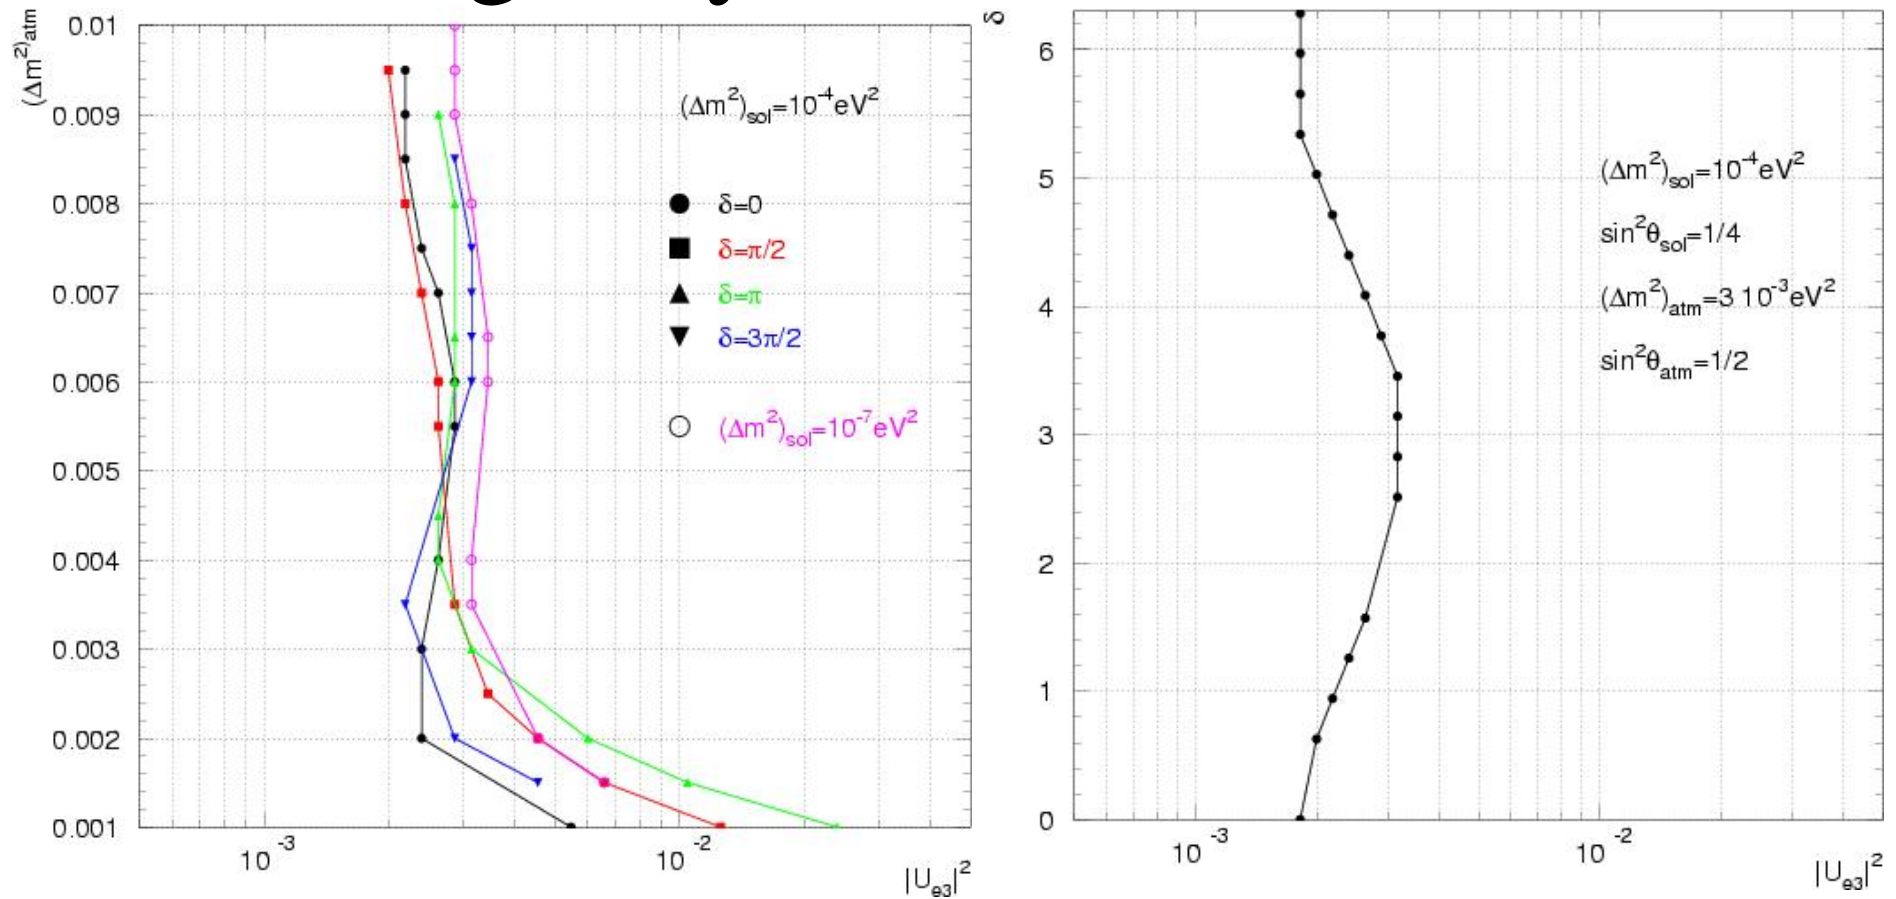 (Δm²)atm
0.01
0.009
0.008
0.007
0.006
0.005
0.004
0.003
0.002
0.001
(Δm²)sol=10⁻⁴eV²
δ=0
δ=π/2
δ=π
δ=3π/2
(Δm²)sol=10⁻⁷eV²
10⁻³
10⁻²
|Ue3|²
δ
6
5
4
3
2
1
0
(Δm²)sol=10⁻⁴eV²
sin²θsol=1/4
(Δm²)atm=3 10⁻³eV²
sin²θatm=1/2
10⁻³
10⁻²
|Ue3|²